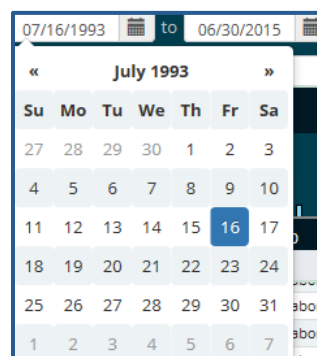 07/16/1993 to 06/30/2015
« July 1993 »
Su Mo Tu We Th Fr Sa
27 28 29 30 1 2 3
4 5 6 7 8 9 10
11 12 13 14 15 16 17
18 19 20 21 22 23 24
25 26 27 28 29 30 31
1 2 3 4 5 6 7